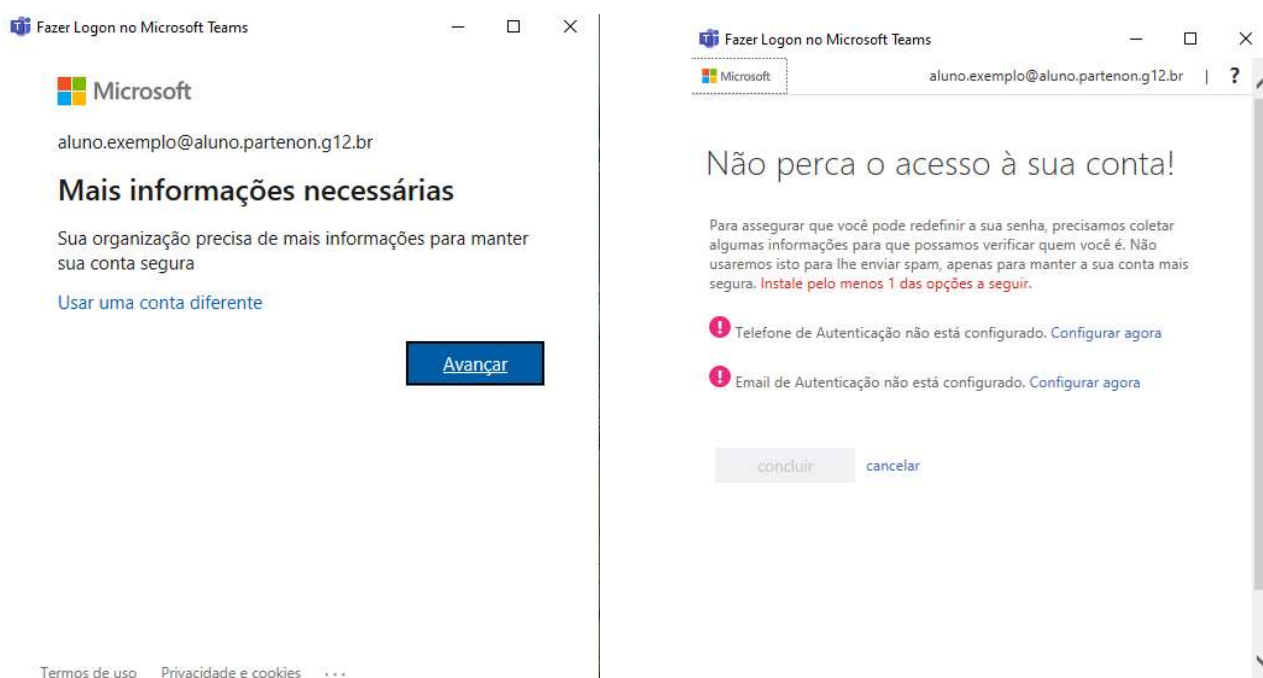 Fazer Logon no Microsoft Teams
Microsoft
aluno.exemplo@aluno.partenon.g12.br
Mais informações necessárias
Sua organização precisa de mais informações para manter
sua conta segura
Usar uma conta diferente
Avançar
Termos de uso Privacidade e cookies ...
Fazer Logon no Microsoft Teams
Microsoft aluno.exemplo@aluno.partenon.g12.br | ?
Não perca o acesso à sua conta!
Para assegurar que você pode redefinir a sua senha, precisamos coletar
algumas informações para que possamos verificar quem você é. Não
usaremos isto para lhe enviar spam, apenas para manter a sua conta mais
segura. Instale pelo menos 1 das opções a seguir.
! Telefone de Autenticação não está configurado. Configurar agora
! Email de Autenticação não está configurado. Configurar agora
concluir cancelar